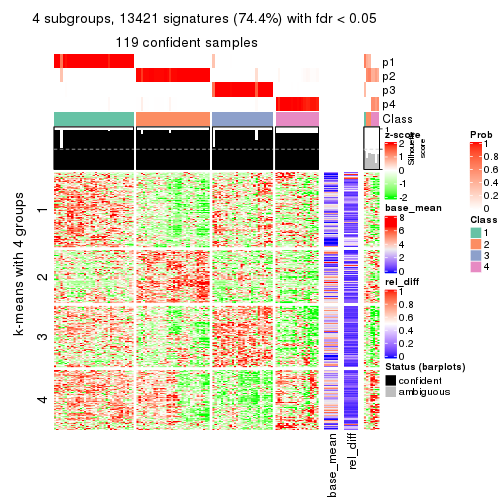 4 subgroups, 13421 signatures (74.4%) with fdr < 0.05
119 confident samples
p1
p2
p3
p4
Class
1
Silhouette
score
z-score
2
1
0
-1
-2
Prob
1
0.8
0.6
0.4
0.2
0
base_mean
8
6
4
2
0
Class
1
2
3
4
rel_diff
1
0.8
0.6
0.4
0.2
0
Status (barplots)
confident
ambiguous
k-means with 4 groups
1
2
3
4
base_mean
rel_diff